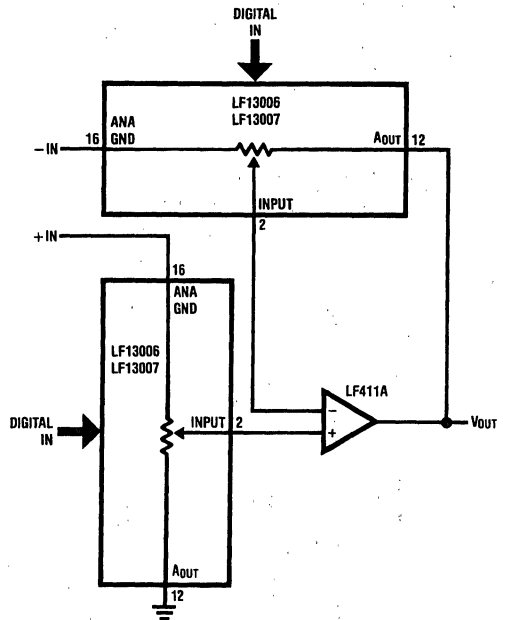 DIGITAL
IN
LF13006
LF13007
ANA
GND
16
– IN
AOUT
12
INPUT
2
+ IN
16
ANA
GND
LF13006
LF13007
LF411A
DIGITAL
IN
INPUT
2
–
+
VOUT
AOUT
12